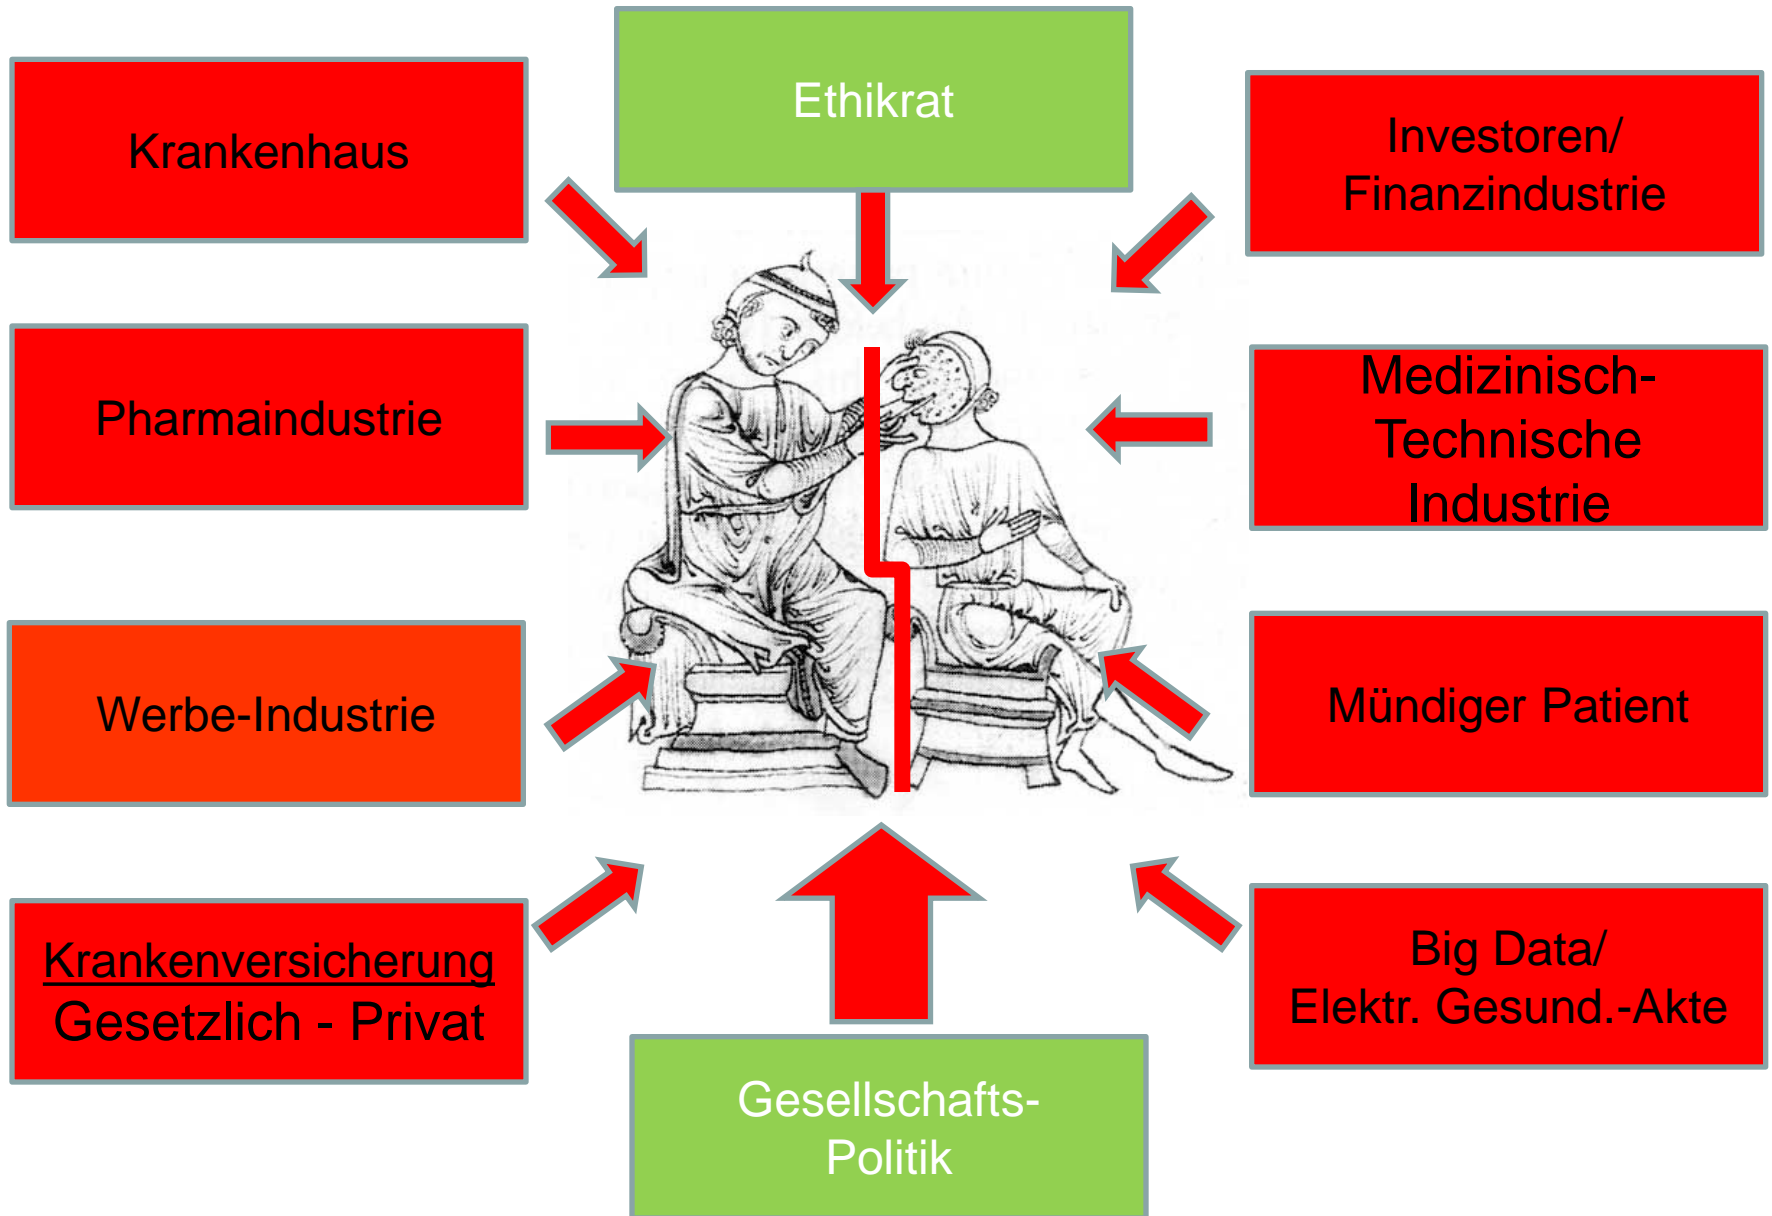 Ethikrat
Krankenhaus
Investoren/
Finanzindustrie
Pharmaindustrie
Medizinisch-
Technische
Industrie
Werbe-Industrie
Mündiger Patient
Krankenversicherung
Gesetzlich - Privat
Big Data/
Elektr. Gesund.-Akte
Gesellschafts-
Politik